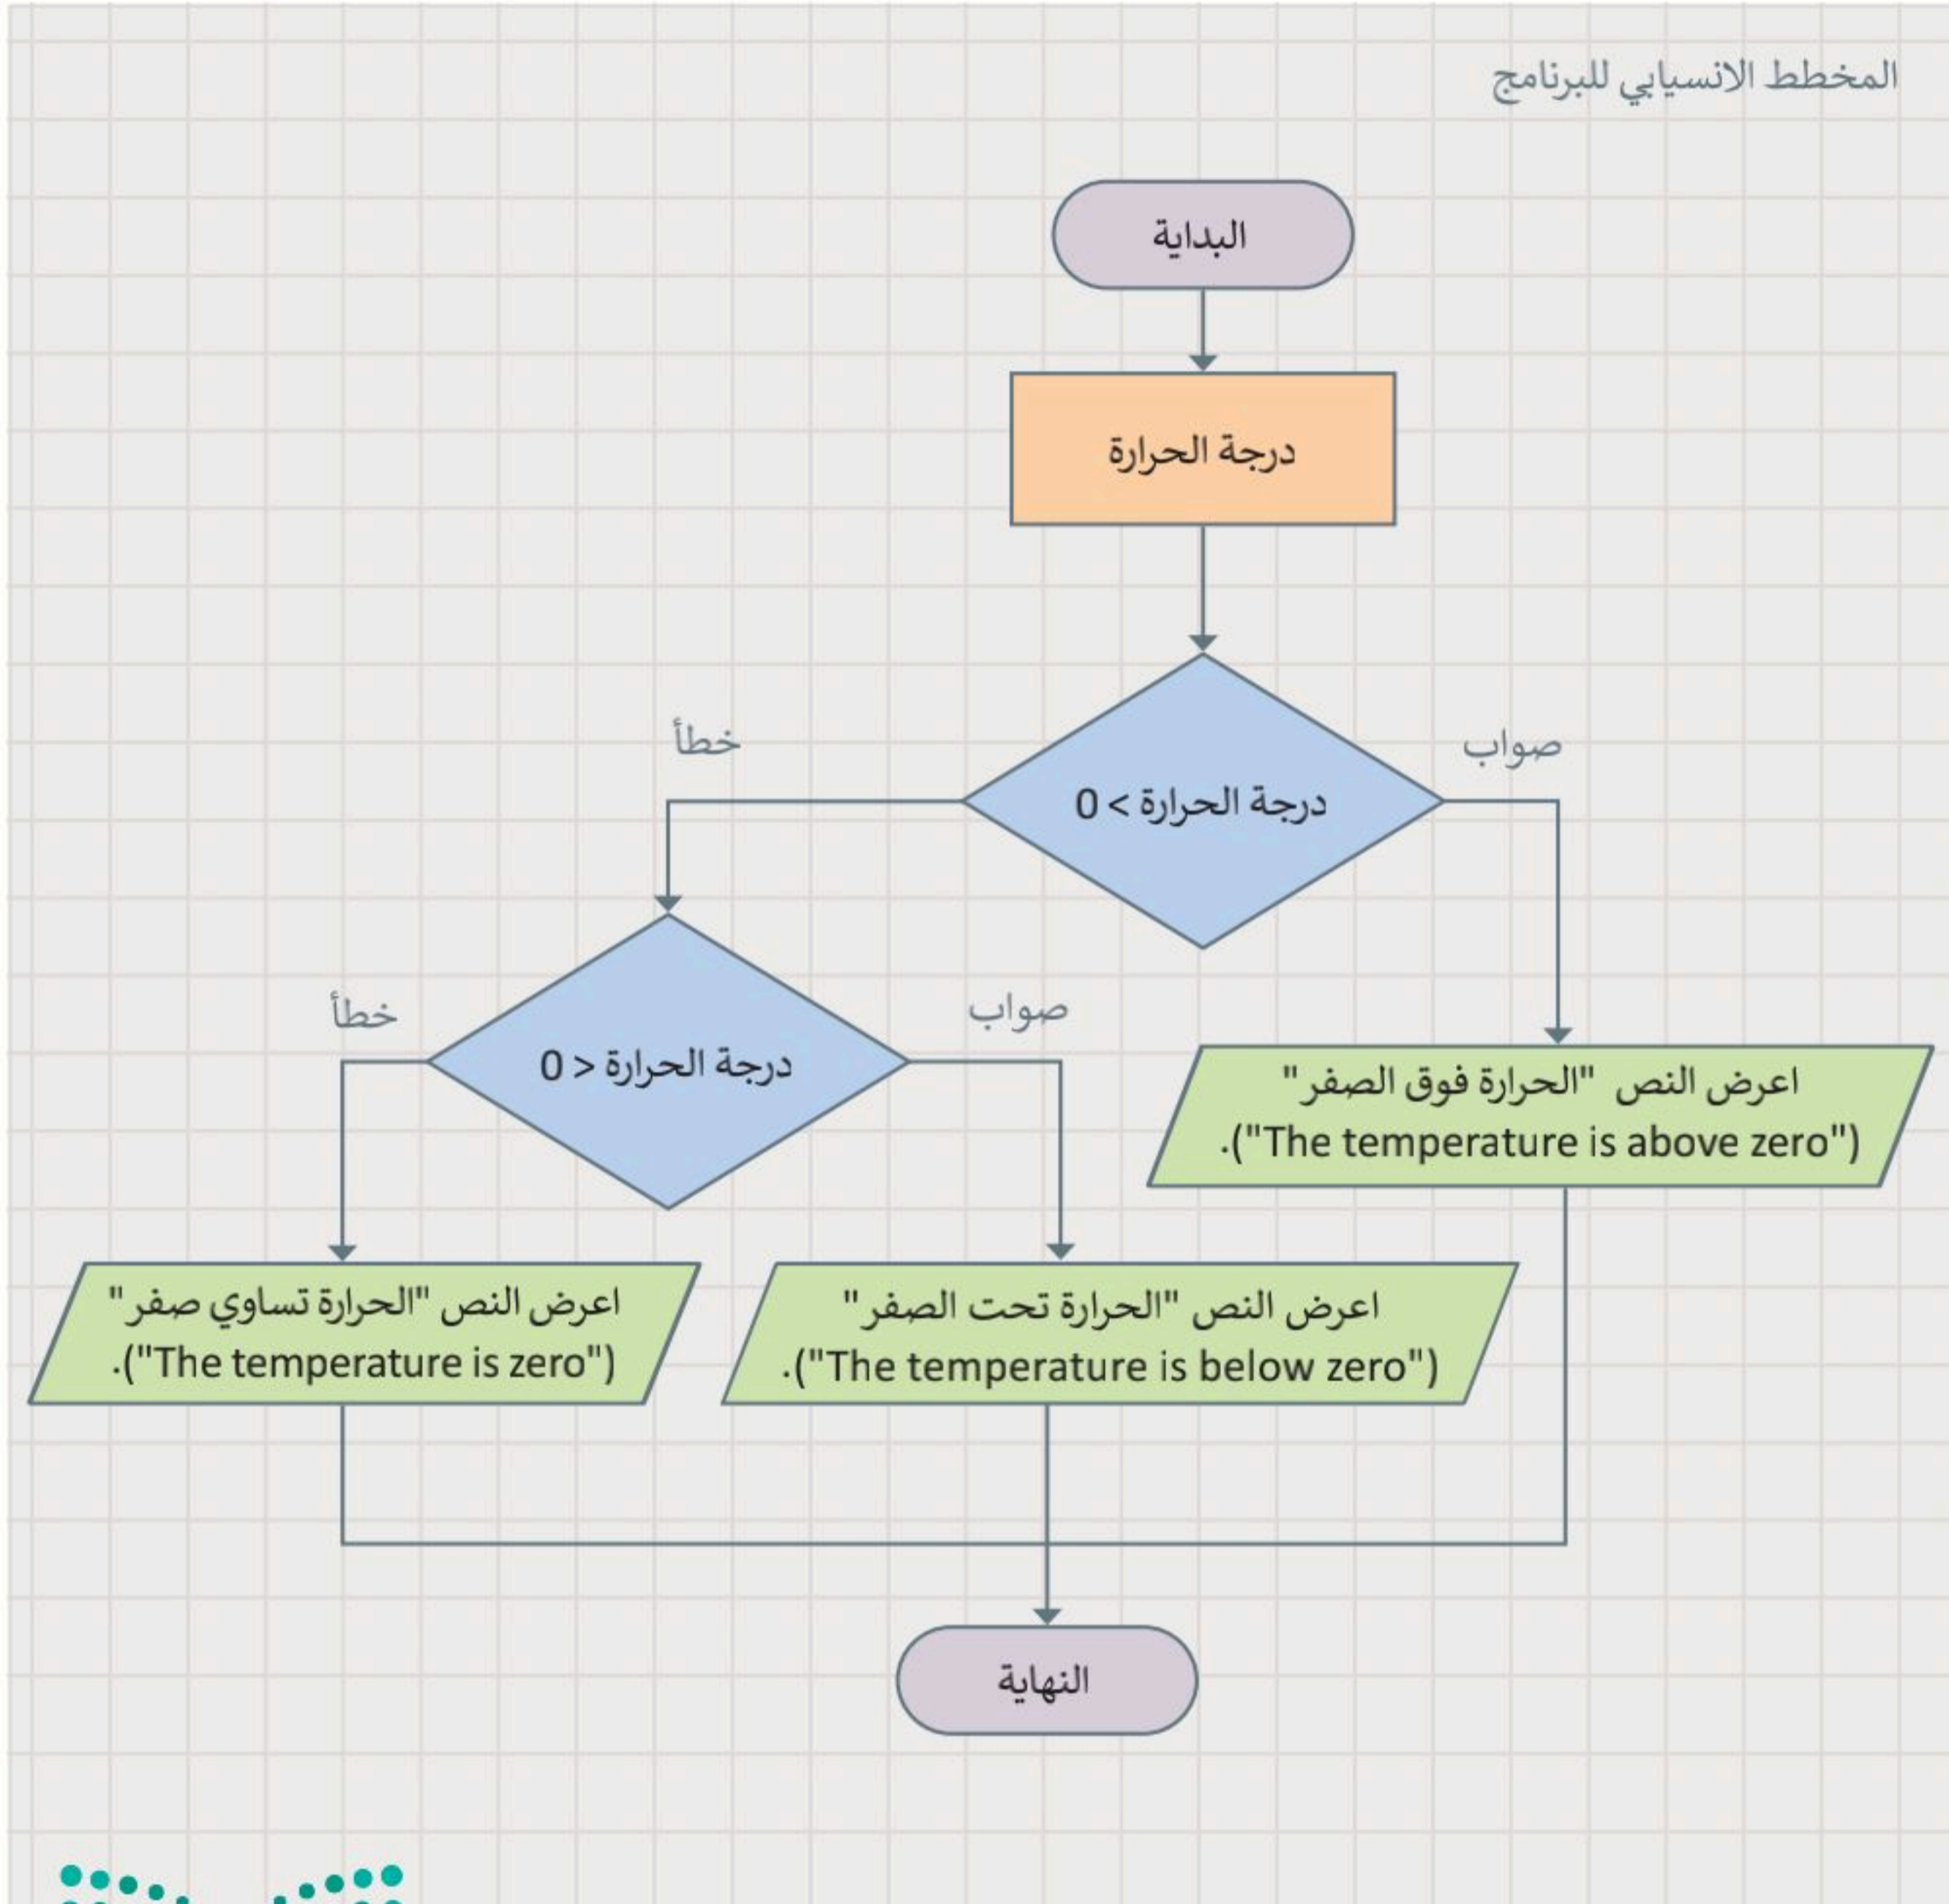 المخطط الانسيابي للبرنامج
البداية
درجة الحرارة
درجة الحرارة > 0
صواب
خطأ
درجة الحرارة < 0
صواب
خطأ
اعرض النص "الحرارة فوق الصفر"
("The temperature is above zero").
اعرض النص "الحرارة تحت الصفر"
("The temperature is below zero").
اعرض النص "الحرارة تساوي صفر"
("The temperature is zero").
النهاية